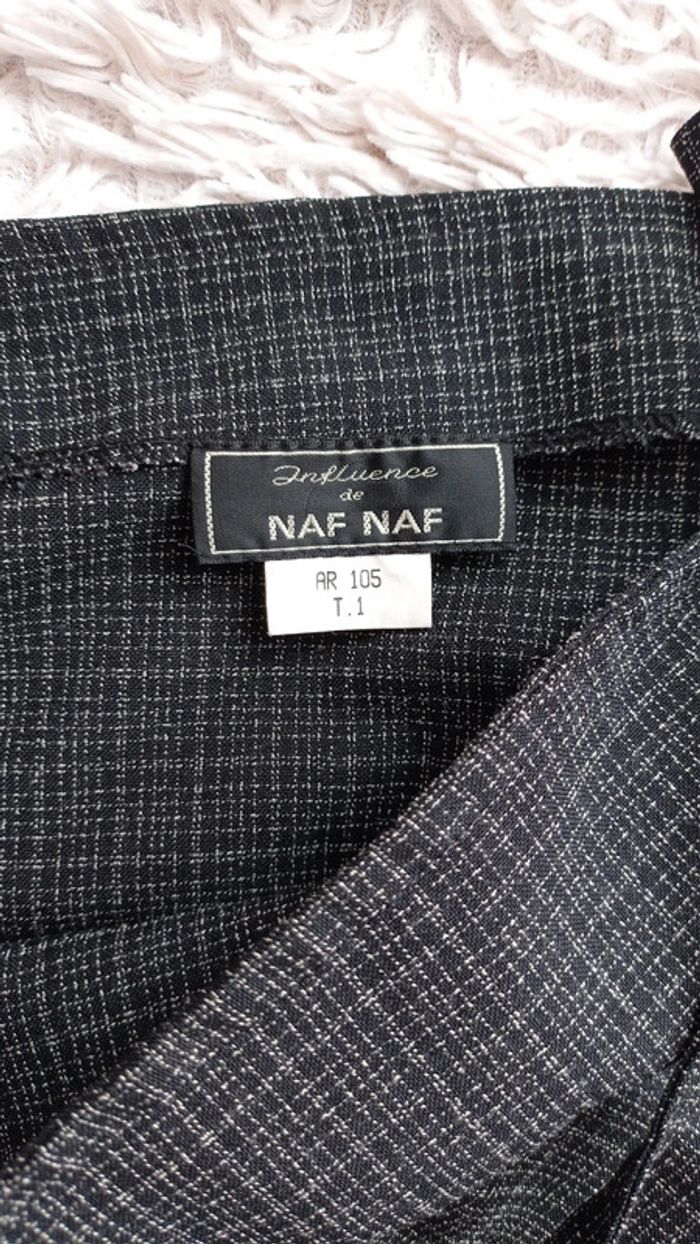 Influence
de
NAF NAF
AR 105
T.1